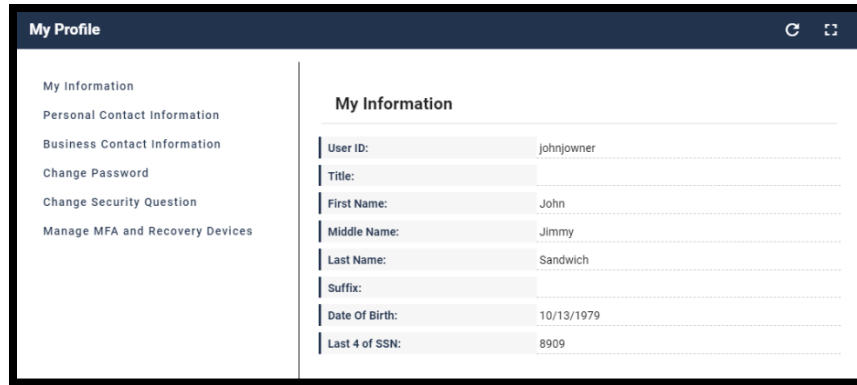 My Profile
My Information
Personal Contact Information
Business Contact Information
Change Password
Change Security Question
Manage MFA and Recovery Devices
My Information
User ID: johnjowner
Title:
First Name: John
Middle Name: Jimmy
Last Name: Sandwich
Suffix:
Date Of Birth: 10/13/1979
Last 4 of SSN: 8909